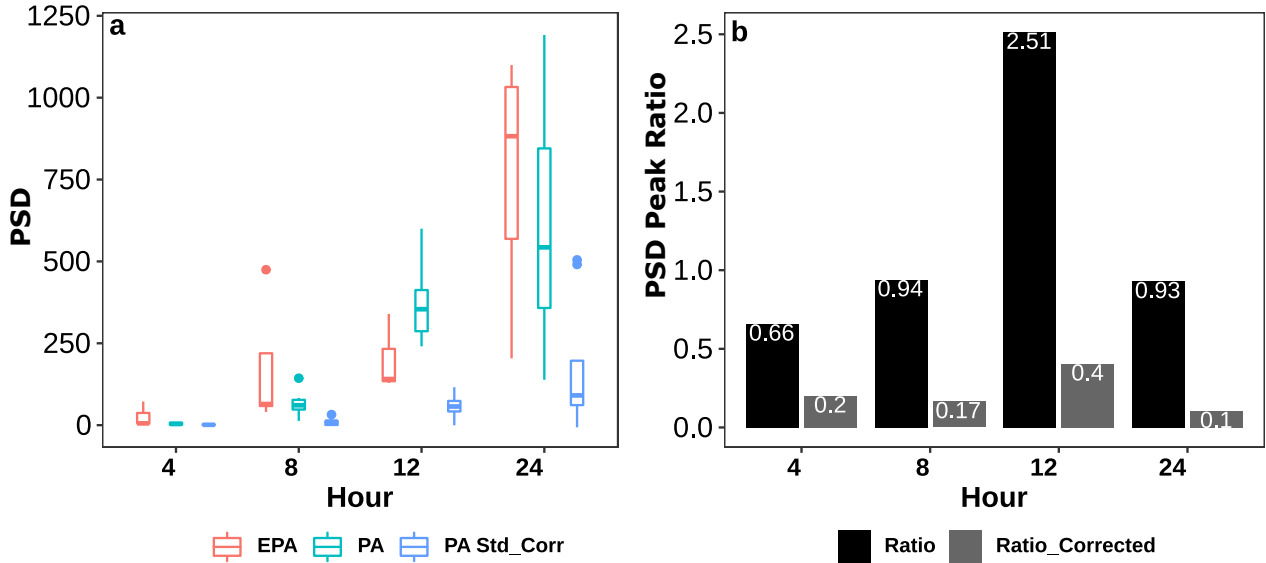 a
PSD
1250
1000
750
500
250
0
4 8 12 24
Hour
EPA PA PA Std_Corr
b
PSD Peak Ratio
2.5
2.0
1.5
1.0
0.5
0.0
0.66 0.2 0.94 0.17 2.51 0.4 0.93 0.1
4 8 12 24
Hour
Ratio Ratio_Corrected